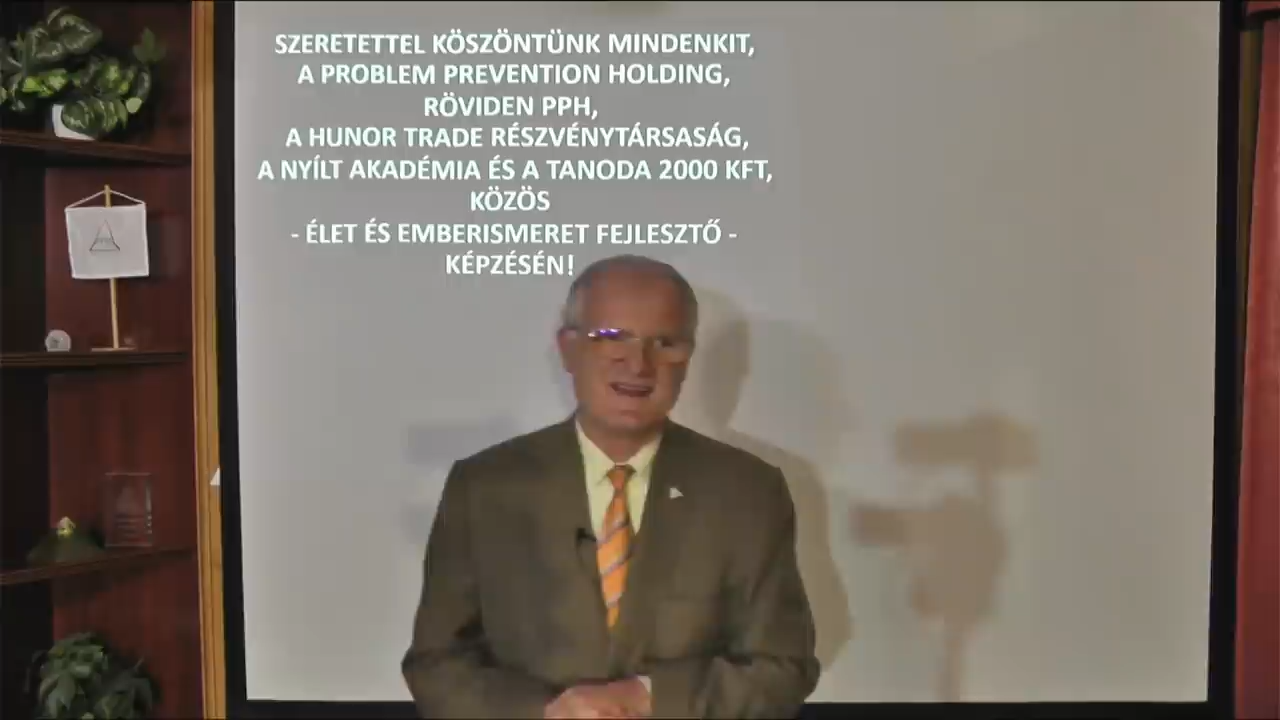 SZERETETTEL KÖSZÖNTÜNK MINDENKIT,
A PROBLEM PREVENTION HOLDING,
RÖVIDEN PPH,
A HUNOR TRADE RÉSZVÉNYTÁRSASÁG,
A NYÍLT AKADÉMIA ÉS A TANODA 2000 KFT,
KÖZÖS
- ÉLET ÉS EMBERISMERET FEJLESZTŐ -
KÉPZÉSÉN!